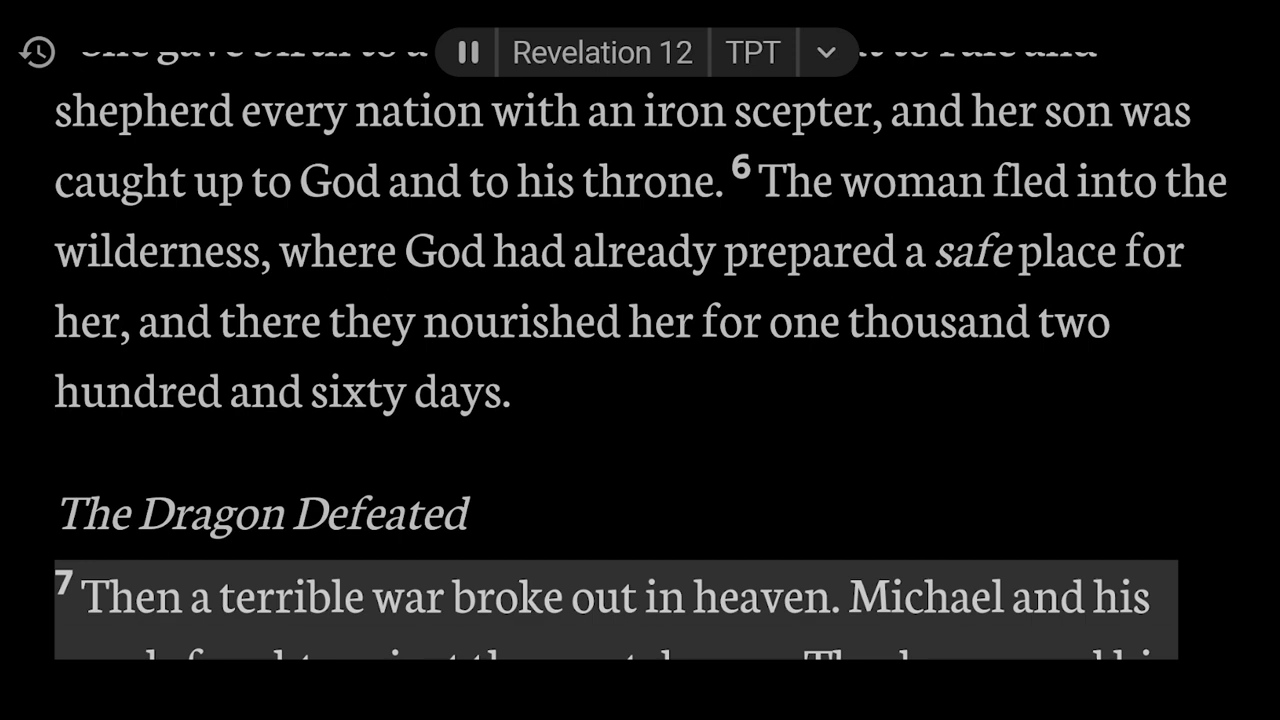 Revelation 12 TPT
shepherd every nation with an iron scepter, and her son was
caught up to God and to his throne. 6 The woman fled into the
wilderness, where God had already prepared a safe place for
her, and there they nourished her for one thousand two
hundred and sixty days.
The Dragon Defeated
7 Then a terrible war broke out in heaven. Michael and his